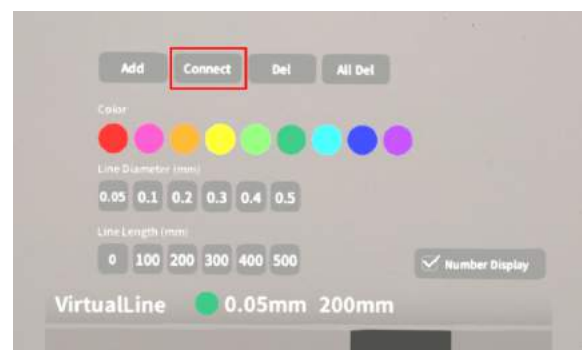 Add Connect Del All Del
Color
Line Diameter (mm)
0.05 0.1 0.2 0.3 0.4 0.5
Line Length (mm)
0 100 200 300 400 500
Number Display
VirtualLine 0.05mm 200mm